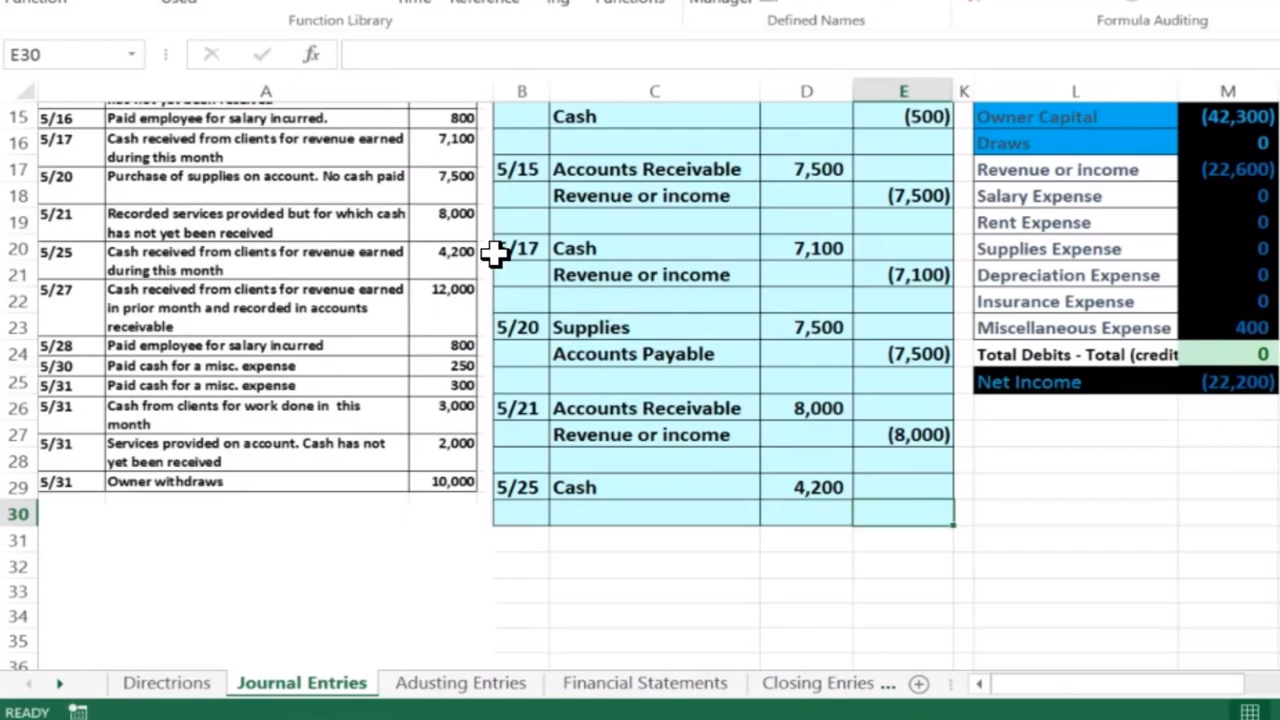 Function Library
Defined Names
Formula Auditing
E30
fx
A B C D E K L M
has not yet been received
15 5/16 Paid employee for salary incurred. 800 Cash (500) Owner Capital (42,300)
16 5/17 Cash received from clients for revenue earned 7,100 Draws 0
during this month
17 5/20 Purchase of supplies on account. No cash paid 7,500 5/15 Accounts Receivable 7,500 Revenue or income (22,600)
18 Revenue or income (7,500) Salary Expense 0
19 5/21 Recorded services provided but for which cash 8,000 Rent Expense 0
has not yet been received
20 5/25 Cash received from clients for revenue earned 4,200 /17 Cash 7,100 Supplies Expense 0
21 during this month Revenue or income (7,100) Depreciation Expense 0
22 5/27 Cash received from clients for revenue earned 12,000 Insurance Expense 0
in prior month and recorded in accounts
23 receivable 5/20 Supplies 7,500 Miscellaneous Expense 400
24 5/28 Paid employee for salary incurred 800 Accounts Payable (7,500) Total Debits - Total (credit 0
5/30 Paid cash for a misc. expense 250
25 5/31 Paid cash for a misc. expense 300 Net Income (22,200)
26 5/31 Cash from clients for work done in this 3,000 5/21 Accounts Receivable 8,000
month
27 5/31 Services provided on account. Cash has not 2,000 Revenue or income (8,000)
28 yet been received
29 5/31 Owner withdraws 10,000 5/25 Cash 4,200
30
31
32
33
34
35
36
Directions Journal Entries Adusting Entries Financial Statements Closing Enries ...
READY